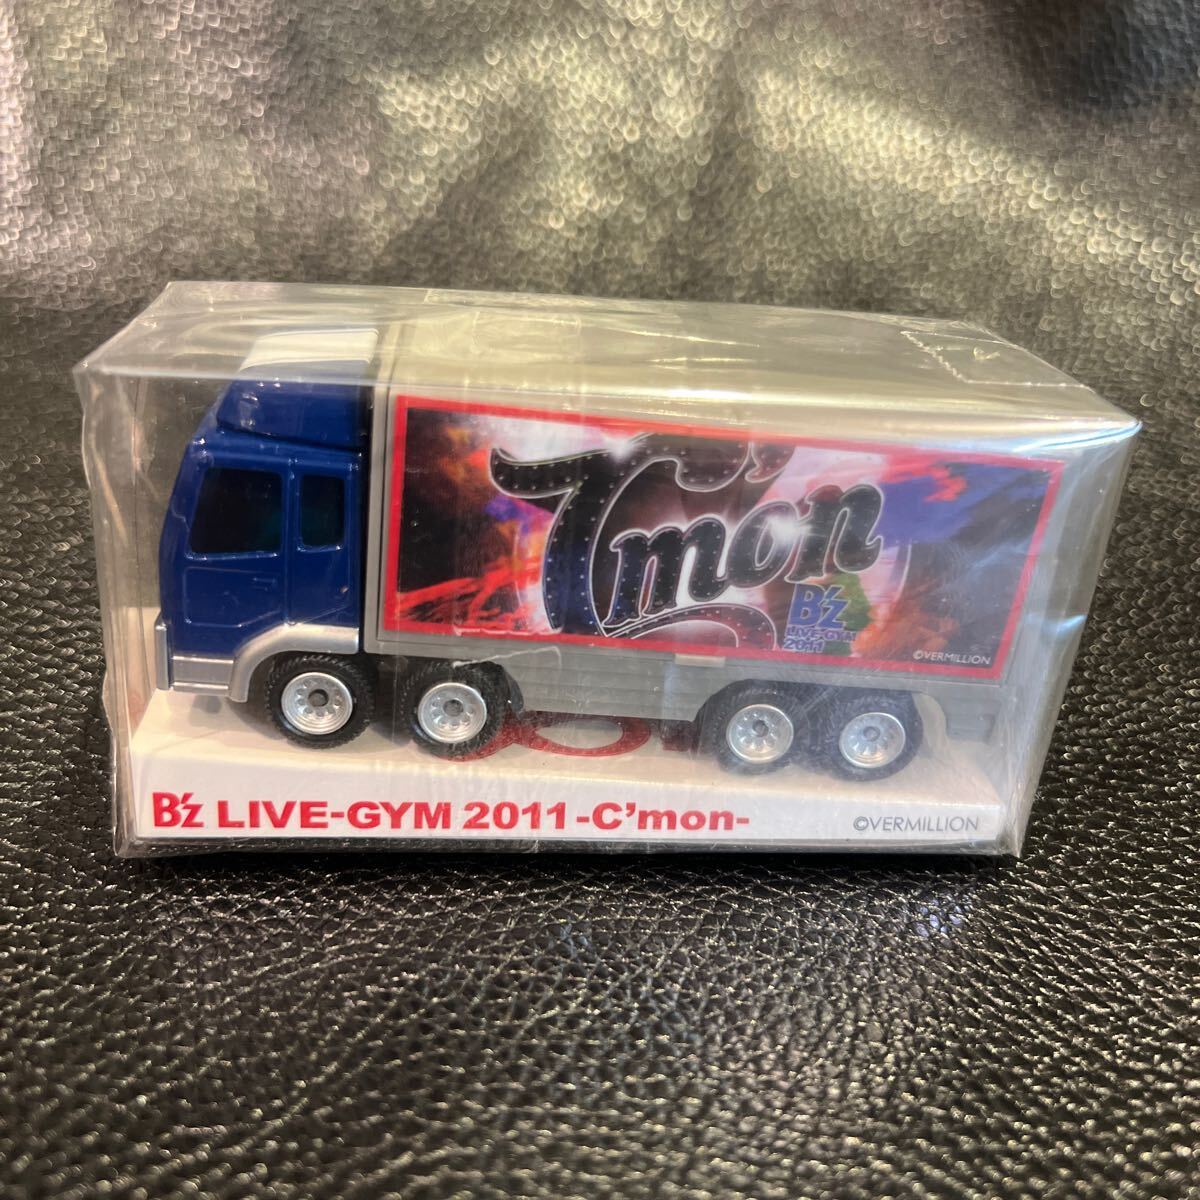 C'mon
B'z
LIVE-GYM
2011
©VERMILLION
B'z LIVE-GYM 2011 -C'mon-
©VERMILLION